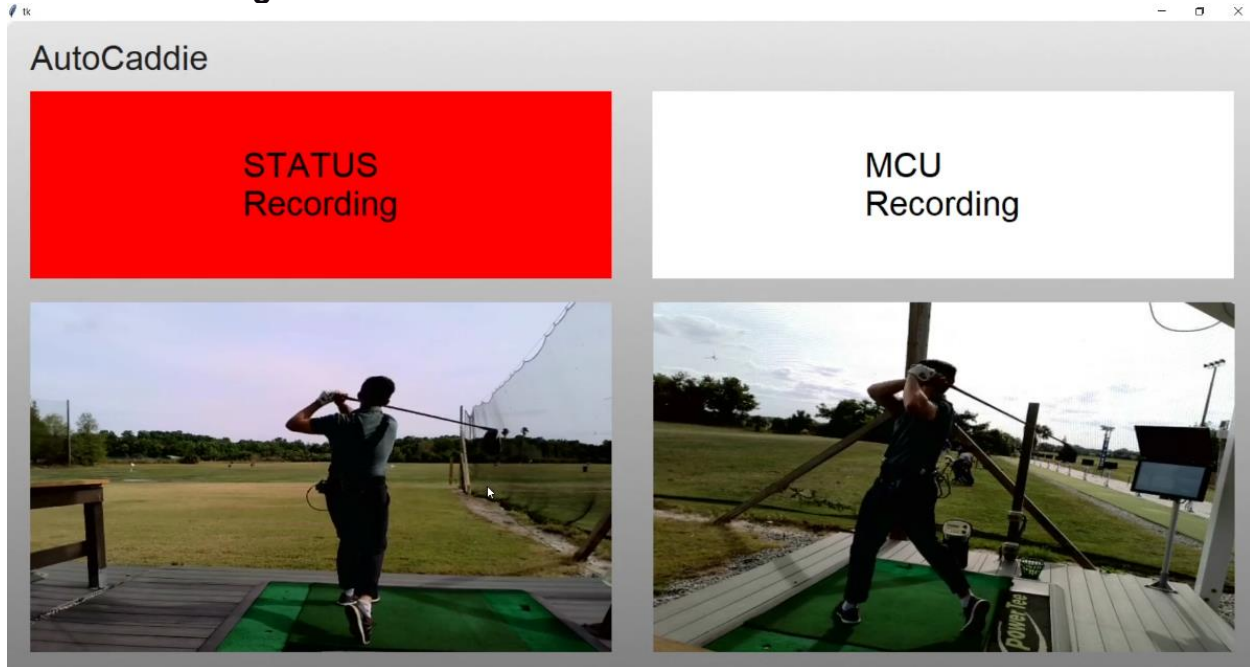 tk
AutoCaddie
STATUS
Recording
MCU
Recording
power Tee